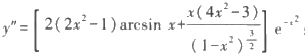 y″=[2(2x²−1)arcsin x+x(4x²−3)/(1−x²)^(3/2)]e^(−x²).